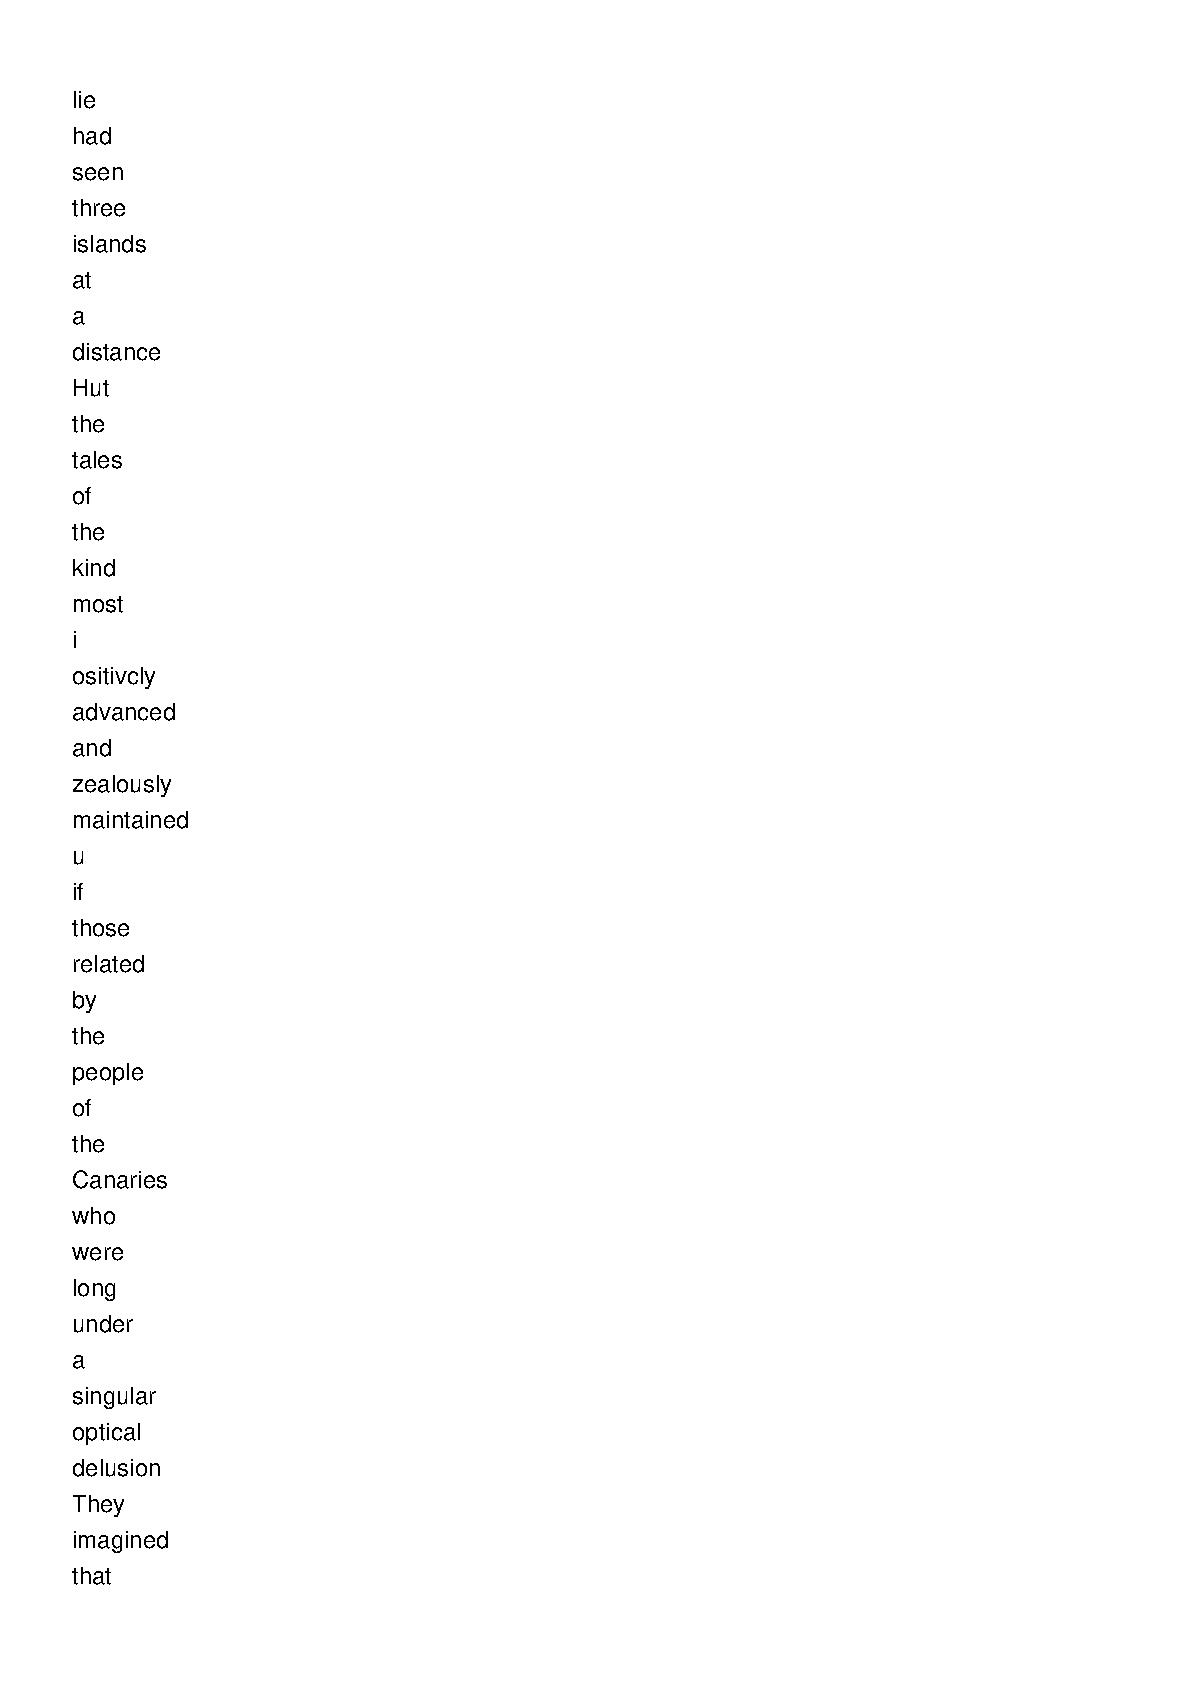 lie
had
seen
three
islands
at
a
distance
Hut
the
tales
of
the
kind
most
i
ositivcly
advanced
and
zealously
maintained
u
if
those
related
by
the
people
of
the
Canaries
who
were
long
under
a
singular
optical
delusion
They
imagined
that